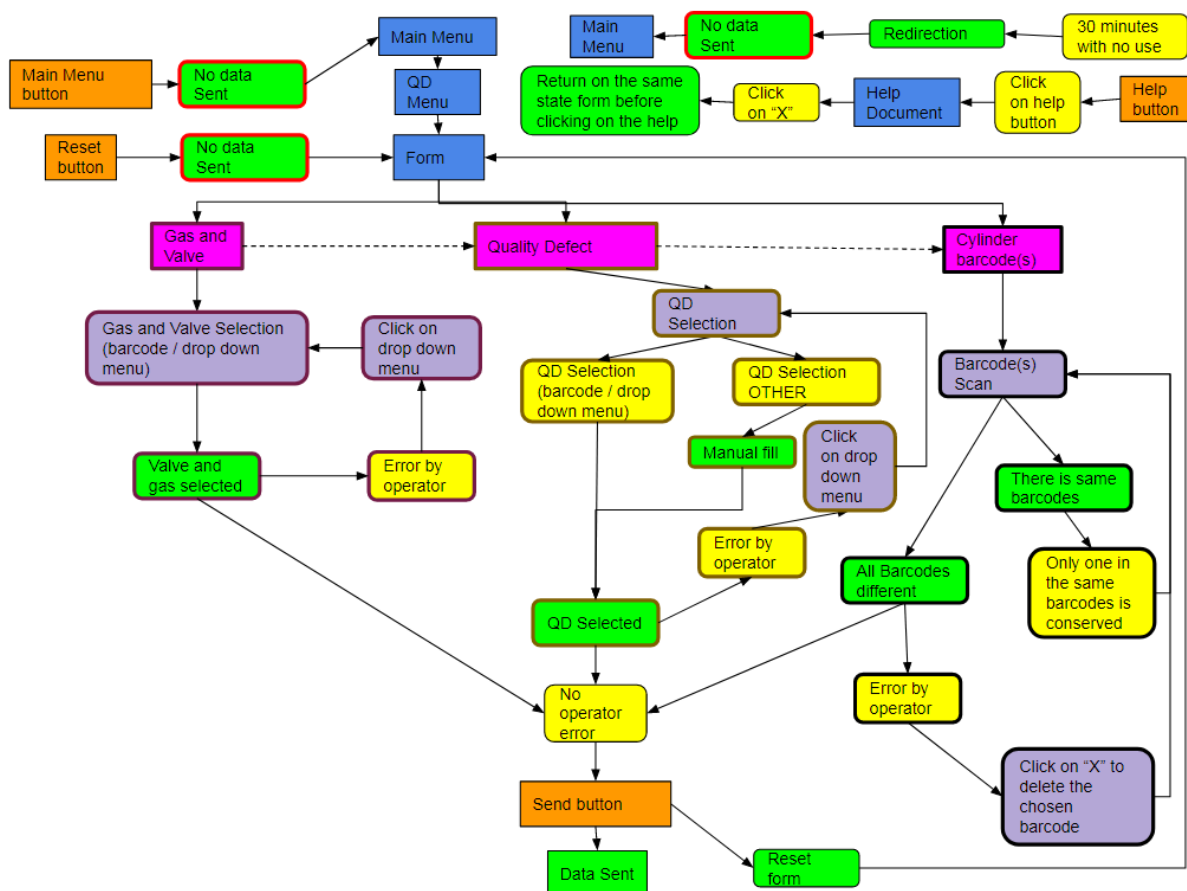 Main Menu
button
No data
Sent
Main Menu
Main
Menu
No data
Sent
Redirection
30 minutes
with no use
QD
Menu
Return on the same
state form before
clicking on the help
Click
on “X”
Help
Document
Click
on help
button
Help
button
Reset
button
No data
Sent
Form
Gas and
Valve
Quality Defect
Cylinder
barcode(s)
Gas and Valve Selection
(barcode / drop down
menu)
Click on
drop down
menu
QD
Selection
QD Selection
(barcode / drop
down menu)
QD Selection
OTHER
Barcode(s)
Scan
Manual fill
Click
on drop
down
menu
Valve and
gas selected
Error by
operator
There is same
barcodes
Error by
operator
All Barcodes
different
Only one in
the same
barcodes is
conserved
QD Selected
No
operator
error
Error by
operator
Click on “X” to
delete the
chosen
barcode
Send button
Data Sent
Reset
form